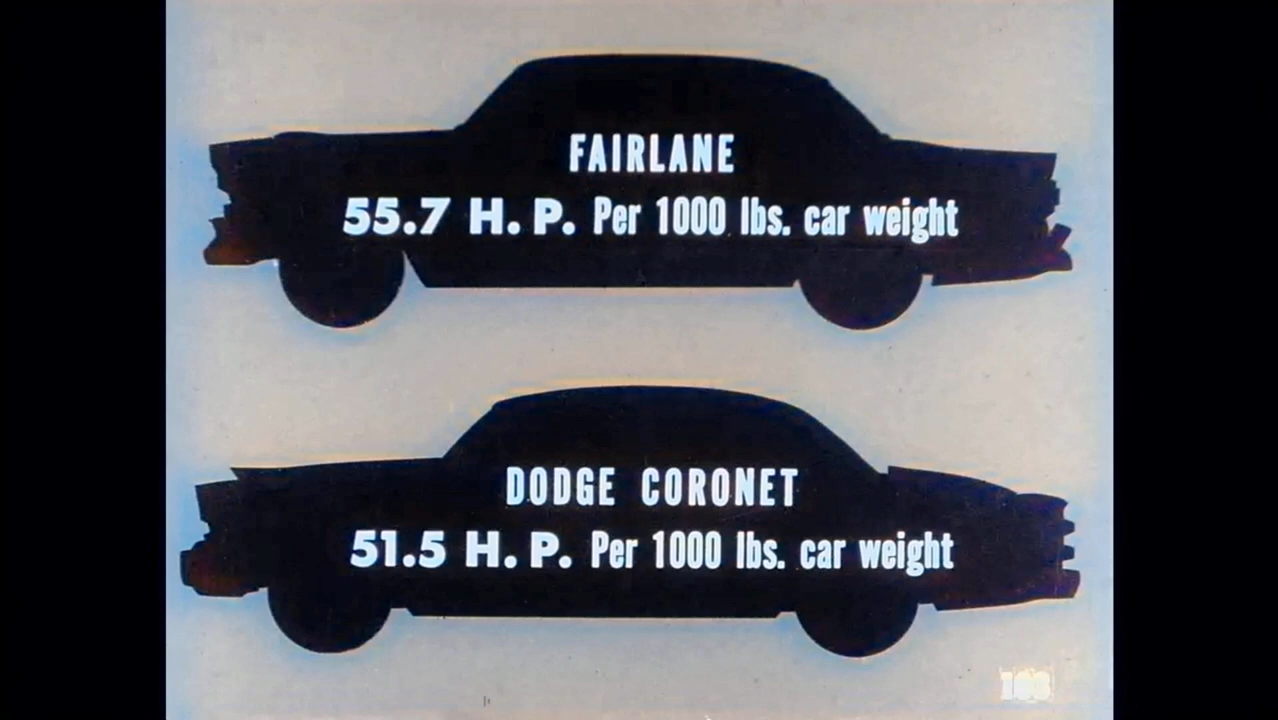 FAIRLANE
55.7 H. P. Per 1000 lbs. car weight
DODGE CORONET
51.5 H. P. Per 1000 lbs. car weight